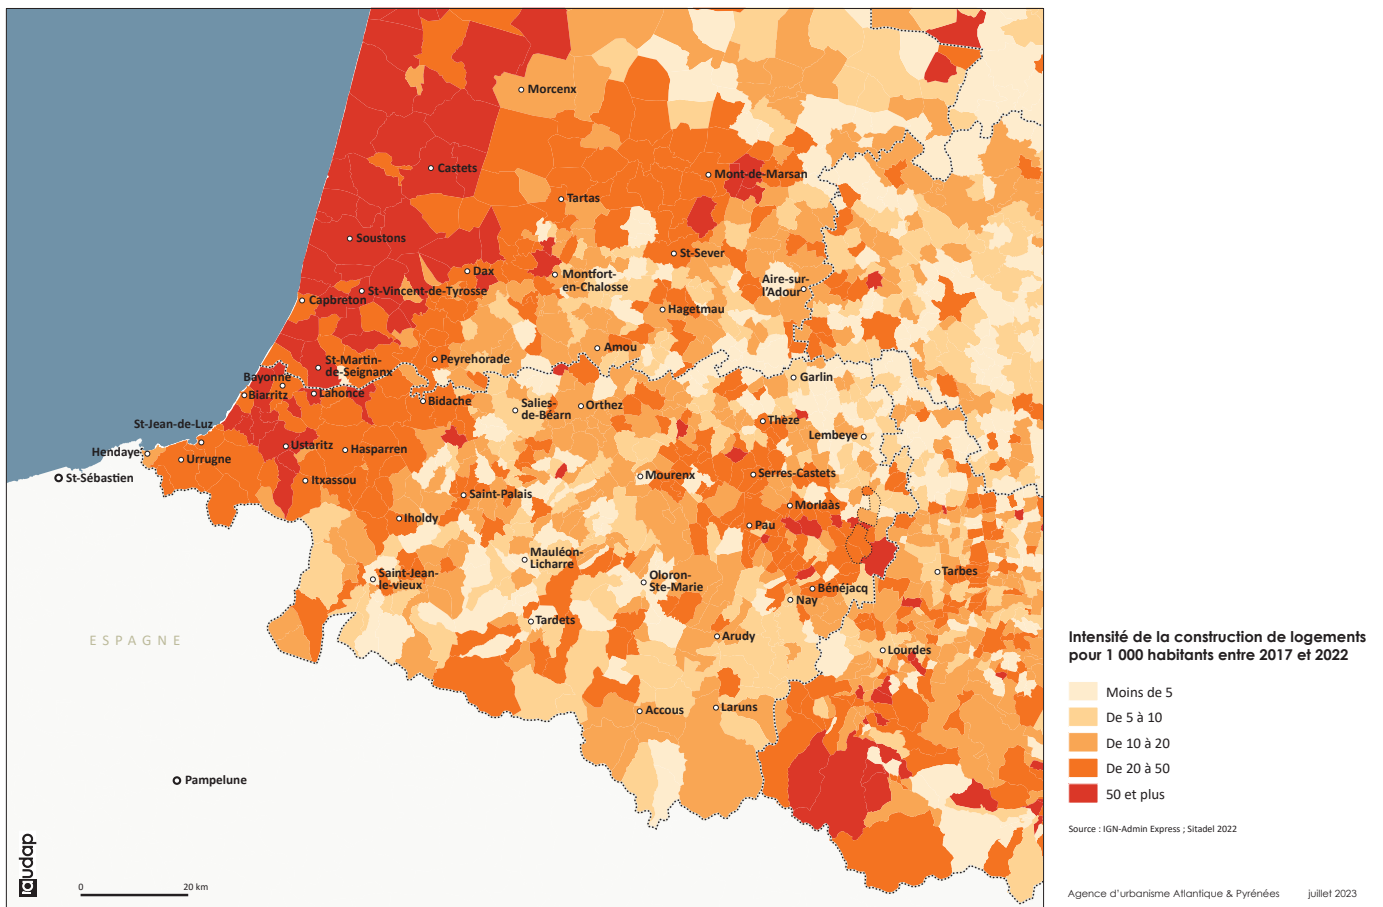 Morcenx
Castets
Mont-de-Marsan
Tartas
Soustons
St-Sever
Dax
Montfort-
en-Chalosse
Aire-sur-
l'Adour
St-Vincent-de-Tyrosse
Capbreton
Hagetmau
Amou
Peyrehorade
St-Martin-
de-Seignanx
Bayonne
Garlin
Biarritz
Lahonce
Bidache
Salies-
de-Béarn
Orthez
St-Jean-de-Luz
Thèze
Lembeye
Hendaye
Urrugne
Ustaritz
Hasparren
St-Sébastien
Itxassou
Mourenx
Serres-Castets
Saint-Palais
Morlaàs
Iholdy
Pau
Mauléon-
Licharre
Saint-Jean-
le-vieux
Oloron-
Ste-Marie
Tarbes
Bénéjacq
Nay
Tardets
Arudy
ESPAGNE
Lourdes
Accous
Laruns
Pampelune
Intensité de la construction de logements
pour 1 000 habitants entre 2017 et 2022
Moins de 5
De 5 à 10
De 10 à 20
De 20 à 50
50 et plus
Source : IGN-Admin Express ; Sitadel 2022
audap
0 20 km
Agence d'urbanisme Atlantique & Pyrénées juillet 2023